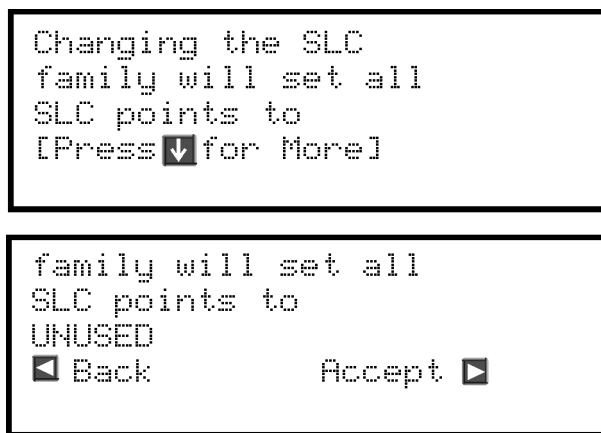 Changing the SLC
family will set all
SLC points to
[Press↓for More]
family will set all
SLC points to
UNUSED
◀ Back Accept ▶